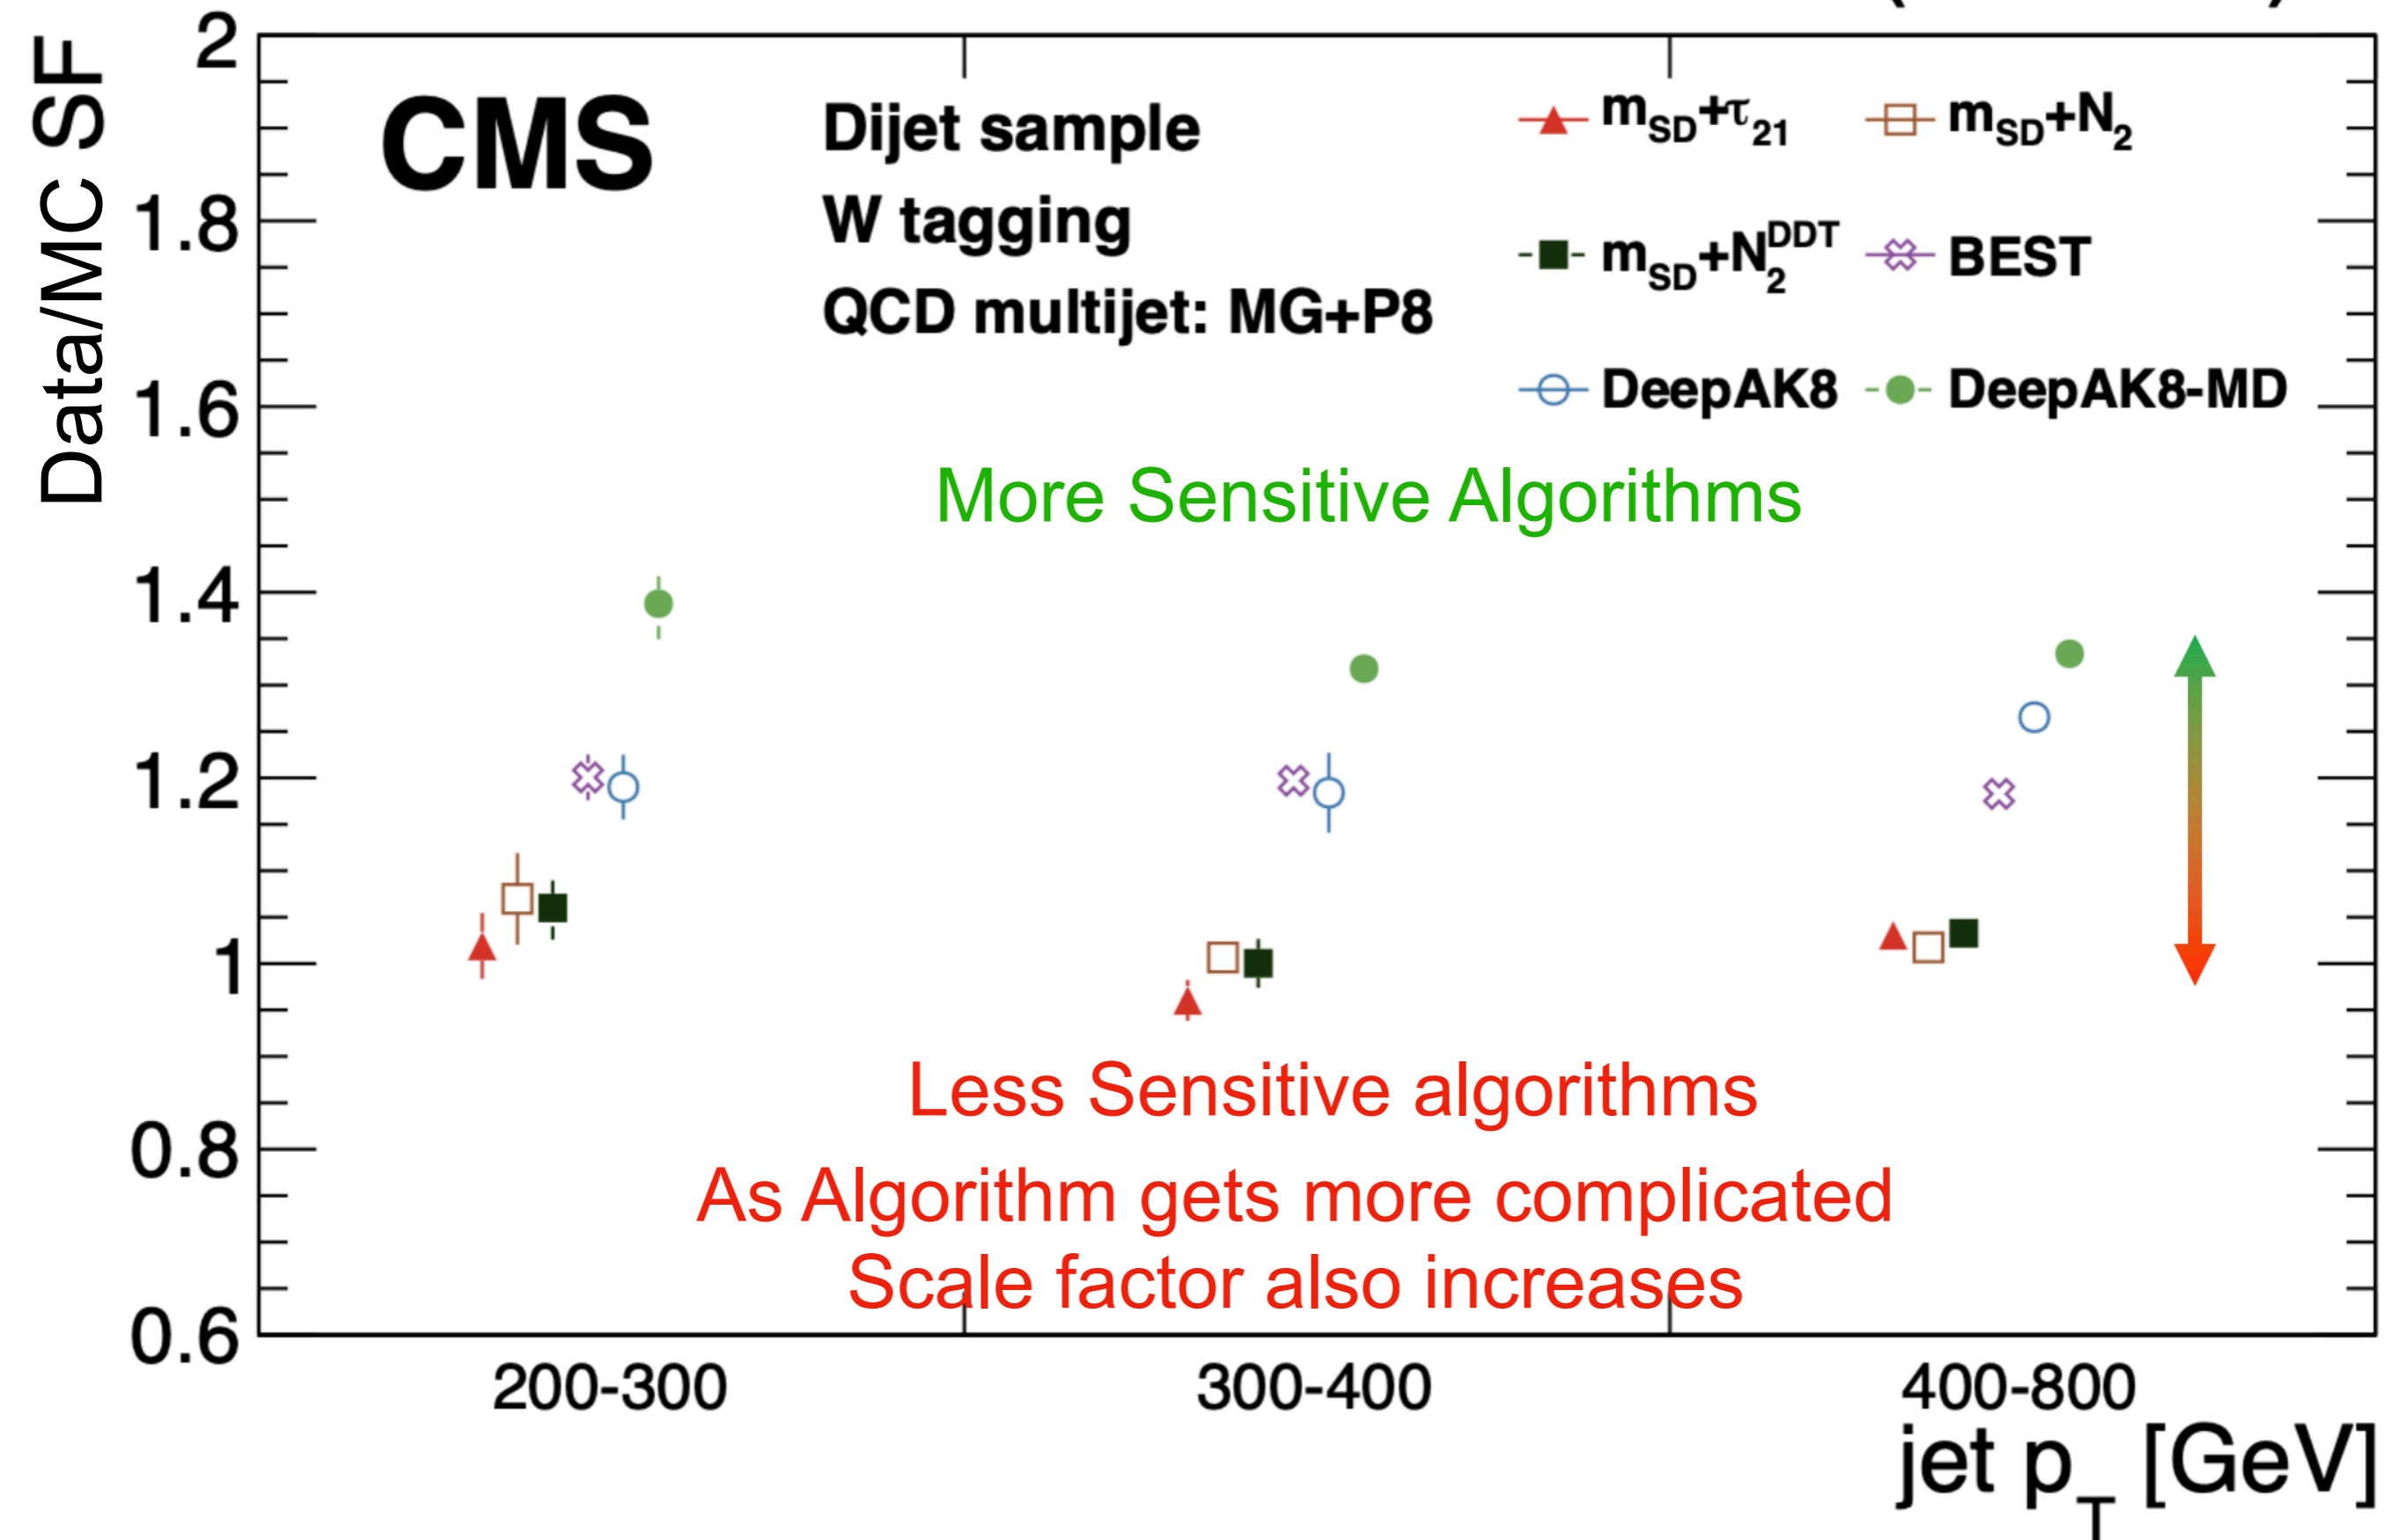 Data/MC SF
2
1.8
1.6
1.4
1.2
1
0.8
0.6
CMS
Dijet sample
W tagging
QCD multijet: MG+P8
m_SD+τ_21
m_SD+N_2
m_SD+N_2^DDT
BEST
DeepAK8
DeepAK8-MD
More Sensitive Algorithms
Less Sensitive algorithms
As Algorithm gets more complicated
Scale factor also increases
200-300
300-400
400-800
jet p_T [GeV]